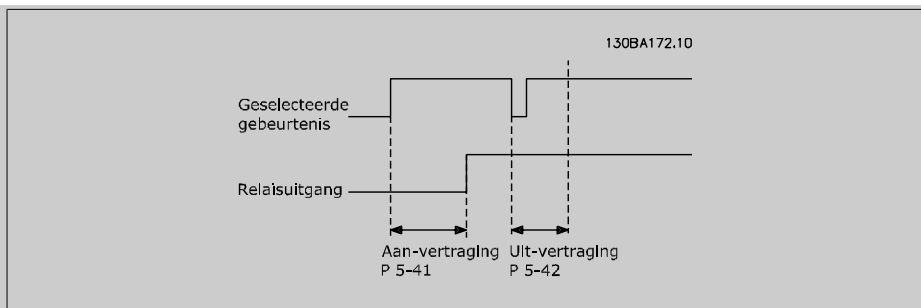 130BA172.10
Geselecteerde
gebeurtenis
Relaisuitgang
Aan-vertraging
P 5-41
Uit-vertraging
P 5-42